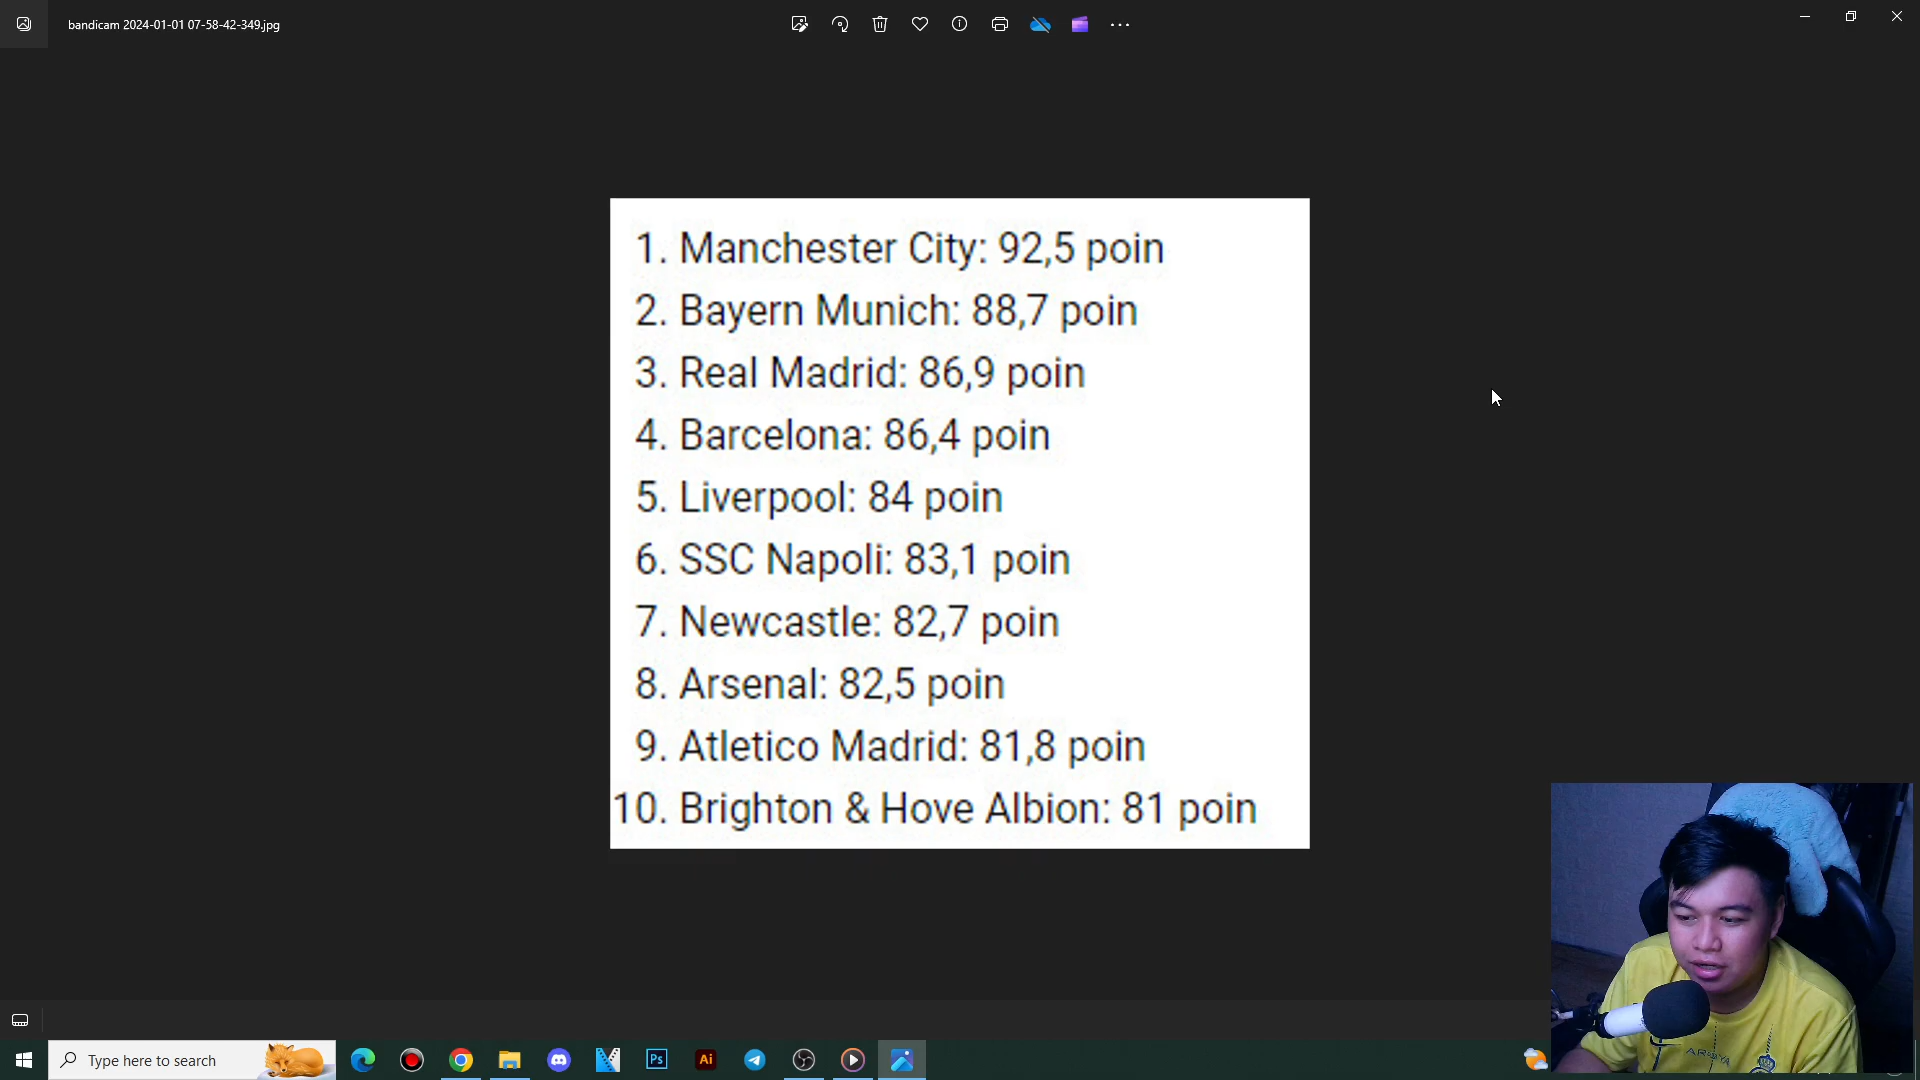 bandicam 2024-01-01 07-58-42-349.jpg
1. Manchester City: 92,5 poin
2. Bayern Munich: 88,7 poin
3. Real Madrid: 86,9 poin
4. Barcelona: 86,4 poin
5. Liverpool: 84 poin
6. SSC Napoli: 83,1 poin
7. Newcastle: 82,7 poin
8. Arsenal: 82,5 poin
9. Atletico Madrid: 81,8 poin
10. Brighton & Hove Albion: 81 poin
Type here to search
Ps
Ai